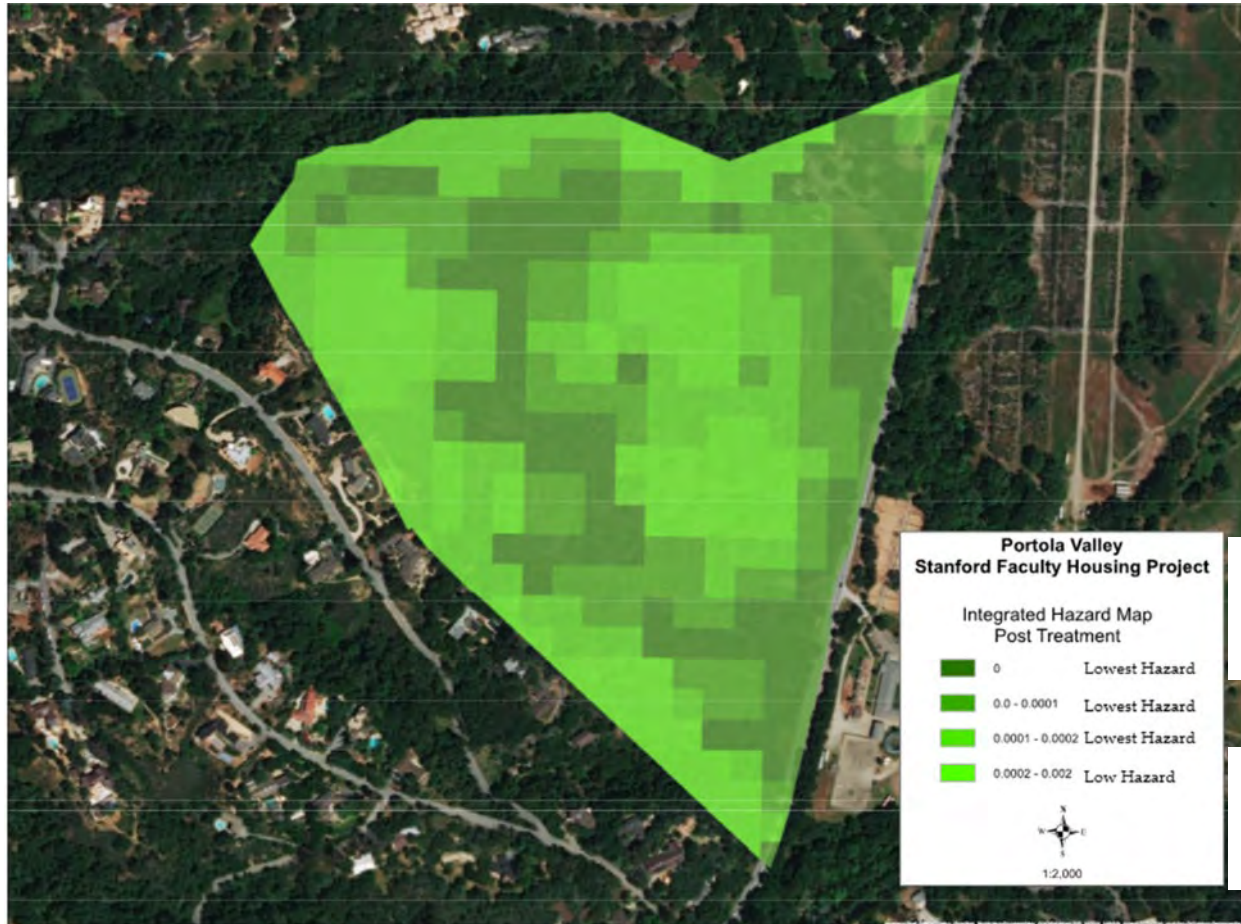 Portola Valley
Stanford Faculty Housing Project
Integrated Hazard Map
Post Treatment
0 Lowest Hazard
0.0 - 0.0001 Lowest Hazard
0.0001 - 0.0002 Lowest Hazard
0.0002 - 0.002 Low Hazard
N
W E
S
1:2,000